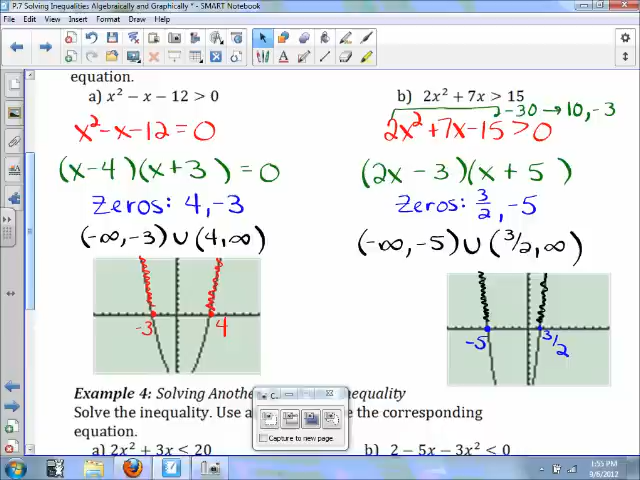 P.7 Solving Inequalities Algebraically and Graphically * - SMART Notebook
File Edit View Insert Format Draw Help
equation.
a) x² − x − 12 > 0
x² − x − 12 = 0
(x − 4)(x + 3) = 0
Zeros: 4, −3
(−∞, −3) ∪ (4, ∞)
−3 4
b) 2x² + 7x > 15
−30 → 10, −3
2x² + 7x − 15 > 0
(2x − 3)(x + 5)
Zeros: 3/2, −5
(−∞, −5) ∪ (3/2, ∞)
−5 3/2
Example 4: Solving Anothe Inequality
Solve the inequality. Use a e the corresponding
equation.
a) 2x² + 3x ≤ 20
b) 2 − 5x − 3x² < 0
C...
Capture to new page
1:55 PM
9/6/2012